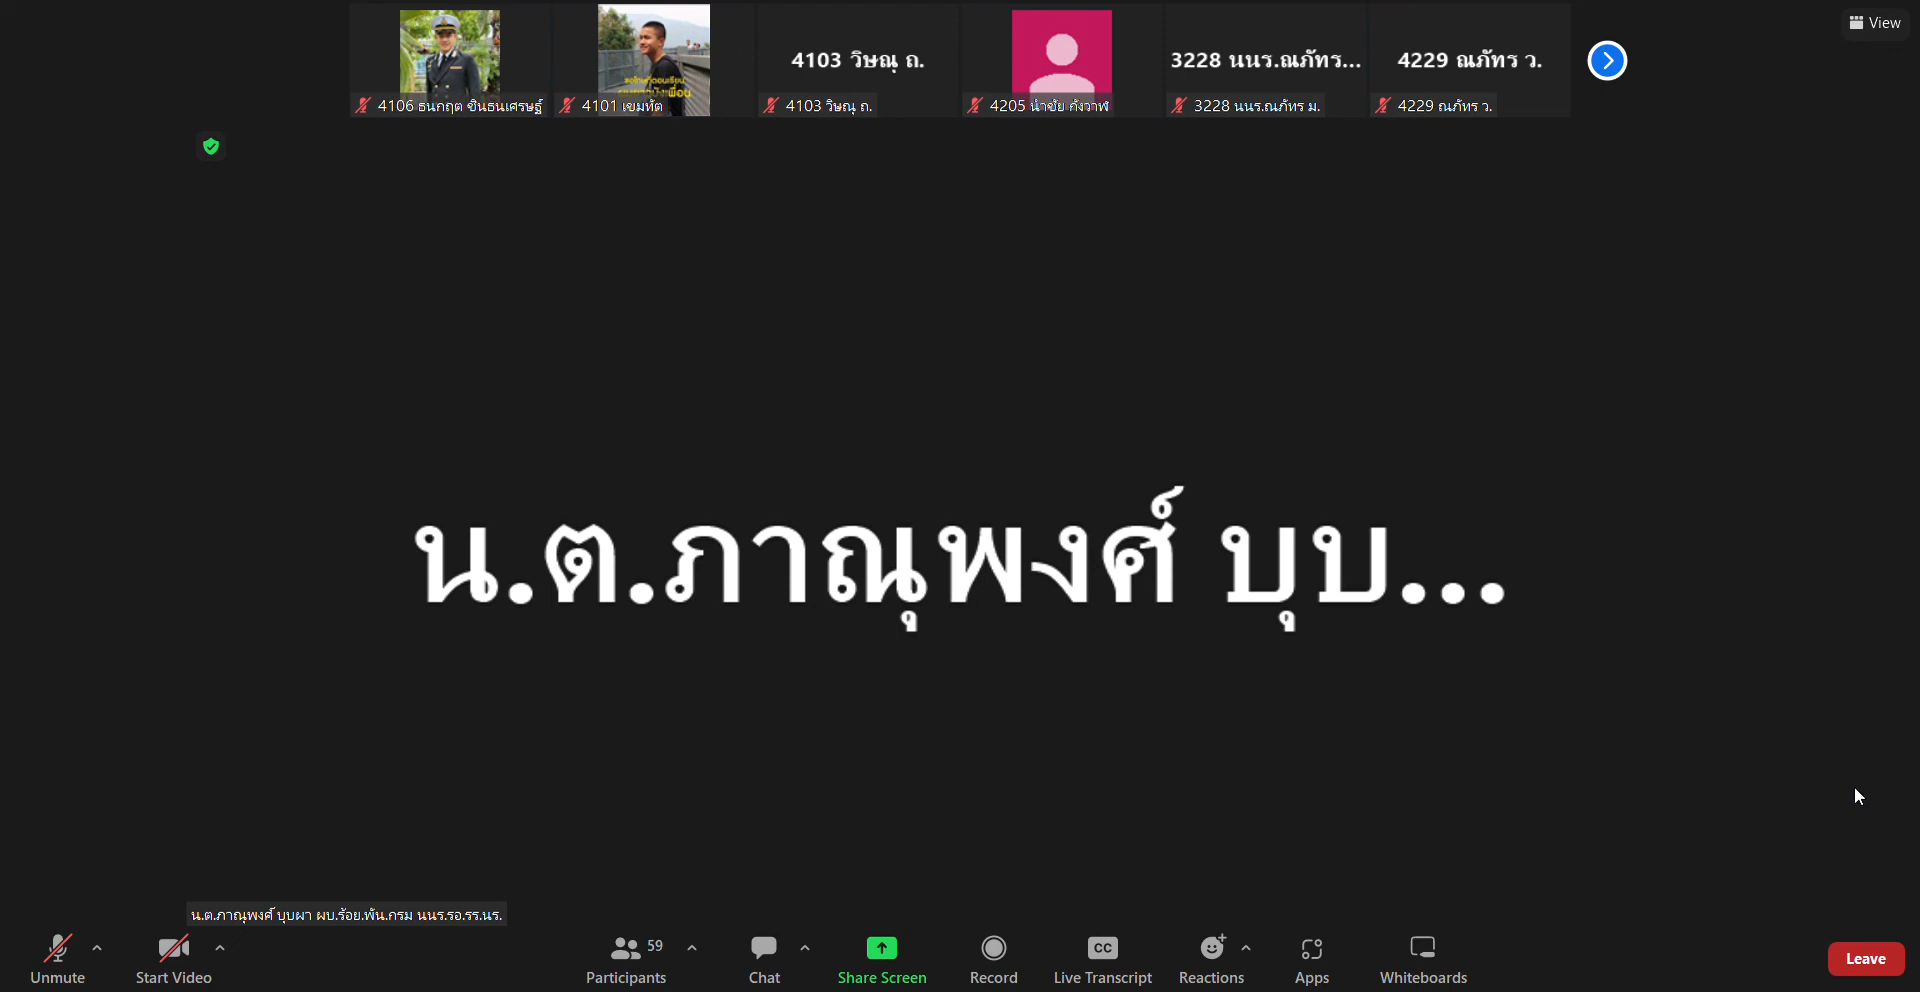 View
4103 วิษณุ ถ.
3228 นนร.ณภัทร...
4229 ณภัทร ว.
4106 ธนกฤต ชินธนเศรษฐ์
4101 เขมทัต
4103 วิษณุ ถ.
4205 นำชัย กังวาฬ
3228 นนร.ณภัทร ม.
4229 ณภัทร ว.
น.ต.ภาณุพงศ์ บุบ...
น.ต.ภาณุพงศ์ บุบผา ผบ.ร้อย.พัน.กรม นนร.รอ.รร.นร.
59
CC
Unmute
Start Video
Participants
Chat
Share Screen
Record
Live Transcript
Reactions
Apps
Whiteboards
Leave